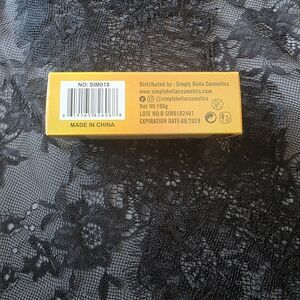 NO: SIM018
MADE IN CHINA
Distributed by : Simply Bella Cosmetics
www.simplybellacosmetics.com
@simplybellacosmetics
Net.Wt:100g
LOTE NO:B SIM0182401
EXPIRATION DATE:08/2029